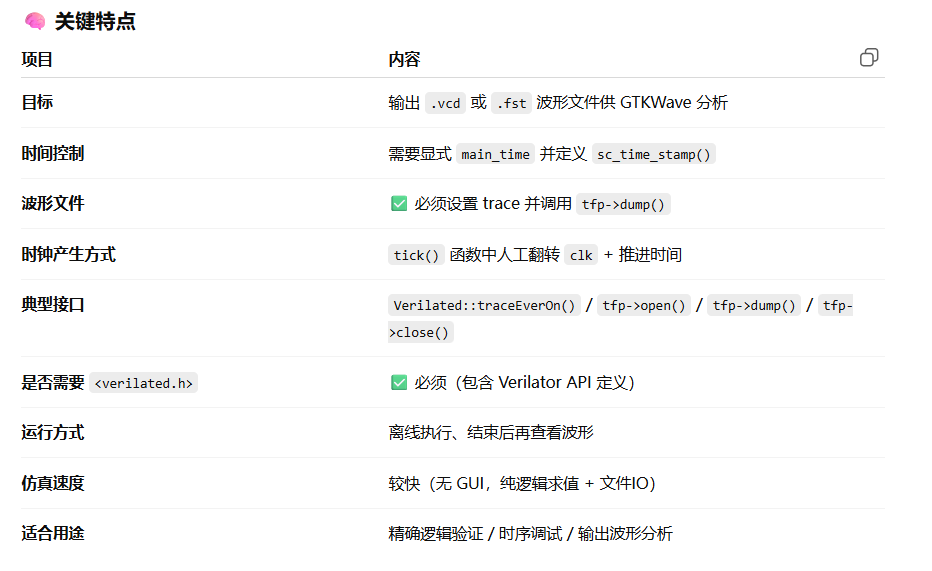 🧠 关键特点
项目 内容
目标 输出 .vcd 或 .fst 波形文件供 GTKWave 分析
时间控制 需要显式 main_time 并定义 sc_time_stamp()
波形文件 ✅ 必须设置 trace 并调用 tfp->dump()
时钟产生方式 tick() 函数中人工翻转 clk + 推进时间
典型接口 Verilated::traceEverOn() / tfp->open() / tfp->dump() / tfp-
>close()
是否需要 <verilated.h> ✅ 必须（包含 Verilator API 定义）
运行方式 离线执行、结束后再查看波形
仿真速度 较快（无 GUI，纯逻辑求值 + 文件IO）
适合用途 精确逻辑验证 / 时序调试 / 输出波形分析